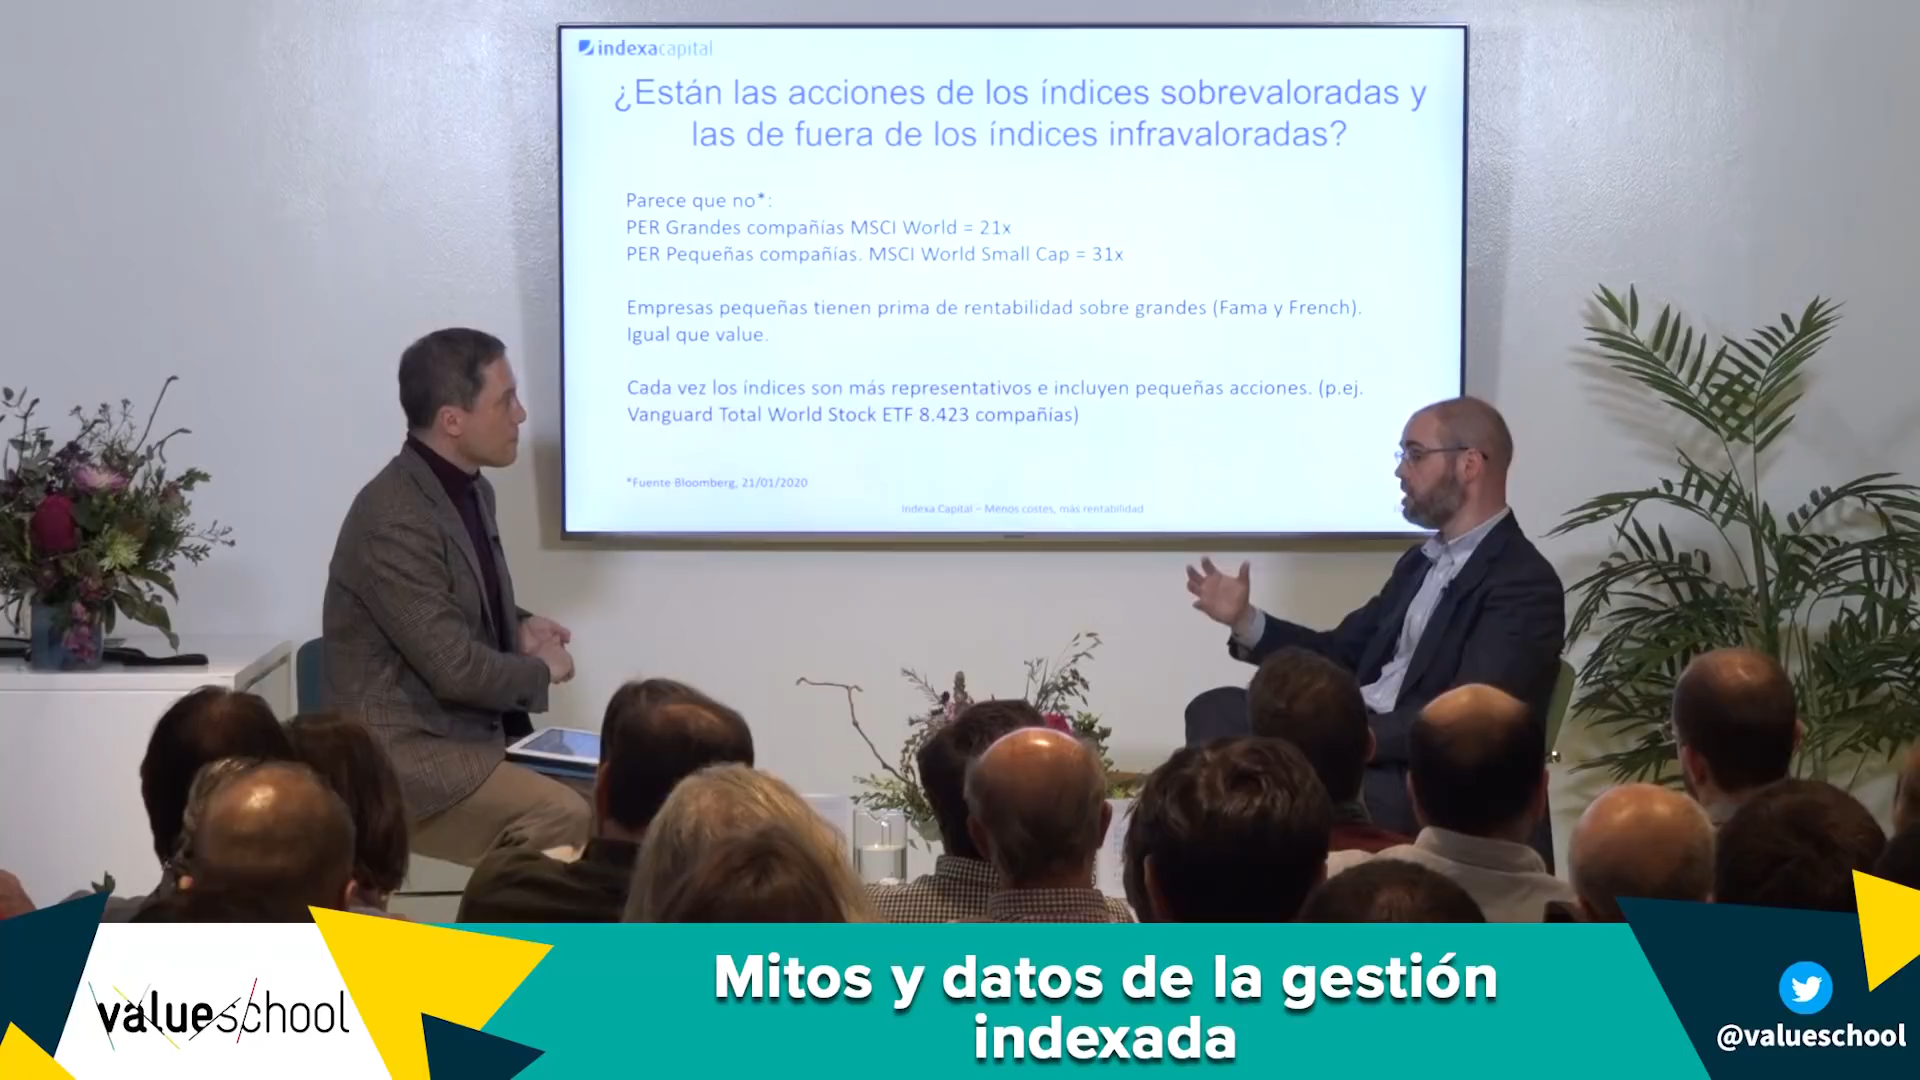 indexacapital
¿Están las acciones de los índices sobrevaloradas y
las de fuera de los índices infravaloradas?
Parece que no*:
PER Grandes compañías MSCI World = 21x
PER Pequeñas compañías. MSCI World Small Cap = 31x
Empresas pequeñas tienen prima de rentabilidad sobre grandes (Fama y French).
Igual que value.
Cada vez los índices son más representativos e incluyen pequeñas acciones. (p.ej.
Vanguard Total World Stock ETF 8.423 compañías)
*Fuente Bloomberg, 21/01/2020
Indexa Capital – Menos costes, más rentabilidad
valueschool
Mitos y datos de la gestión
indexada
@valueschool